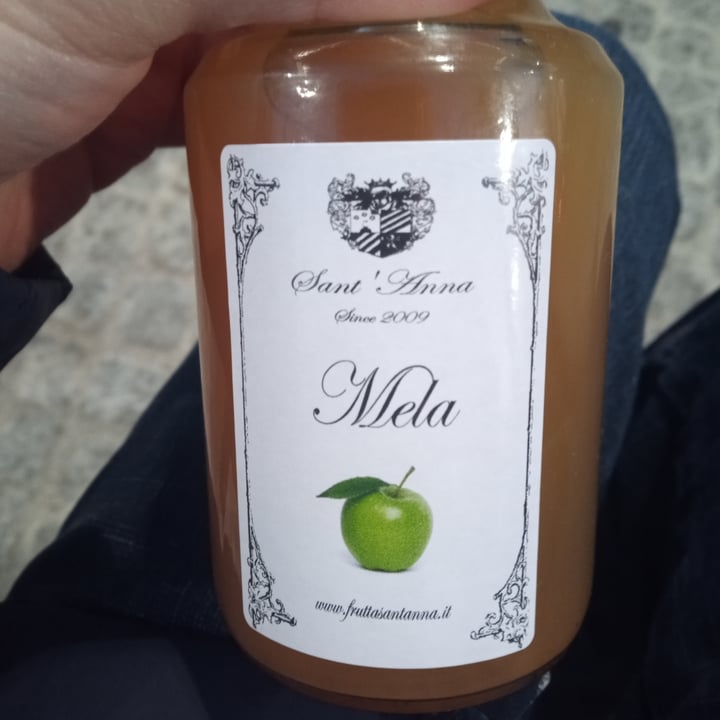 Sant 'Anna
Since 2009
Mela
www.fruttasantanna.it